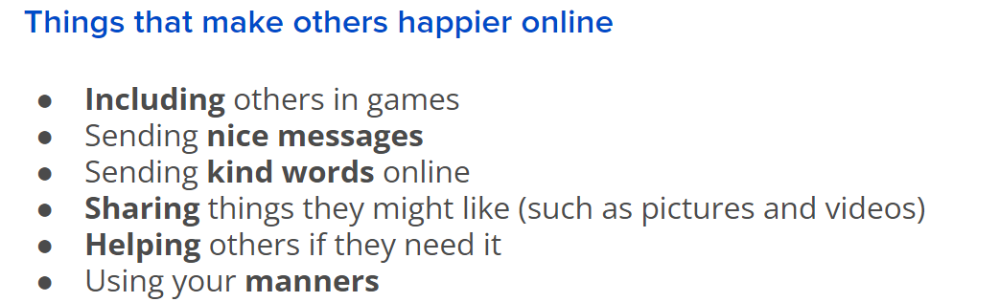 Things that make others happier online
● Including others in games
● Sending nice messages
● Sending kind words online
● Sharing things they might like (such as pictures and videos)
● Helping others if they need it
● Using your manners